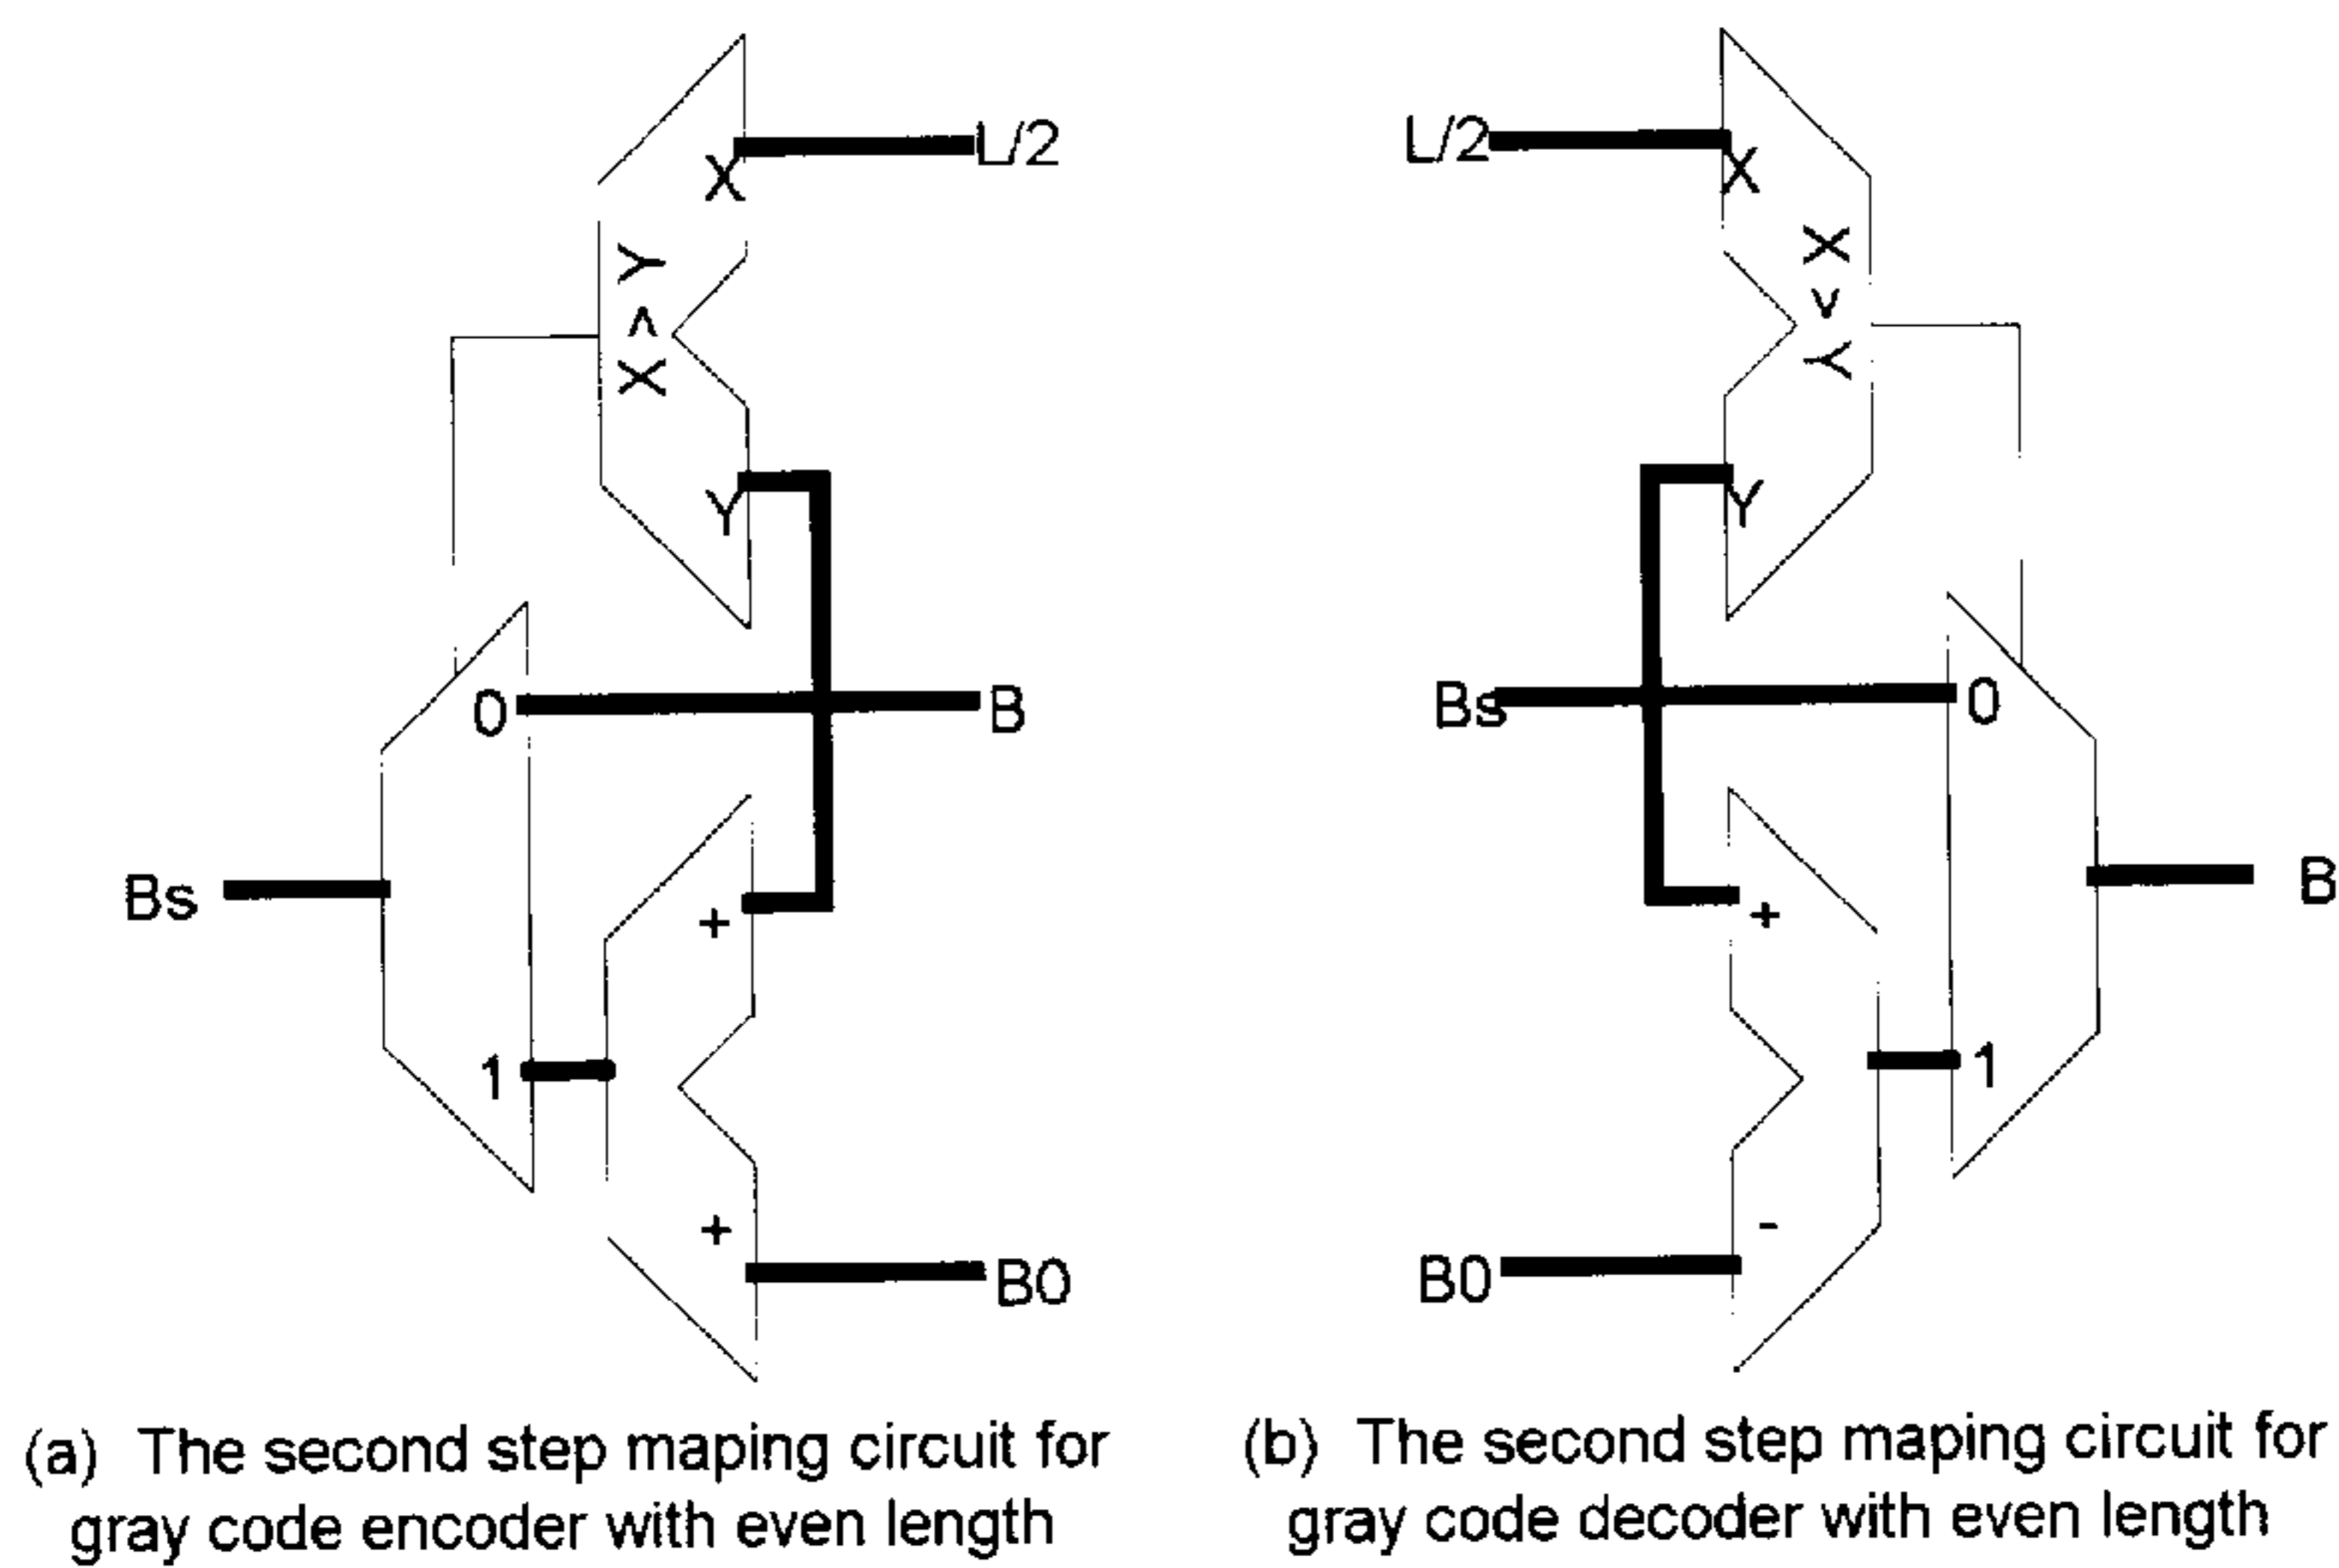 L/2
X
X>Y
Y
0
B
Bs
+
1
+
B0
(a) The second step maping circuit for
gray code encoder with even length
L/2
X
X>Y
Y
Bs
0
B
+
1
-
B0
(b) The second step maping circuit for
gray code decoder with even length